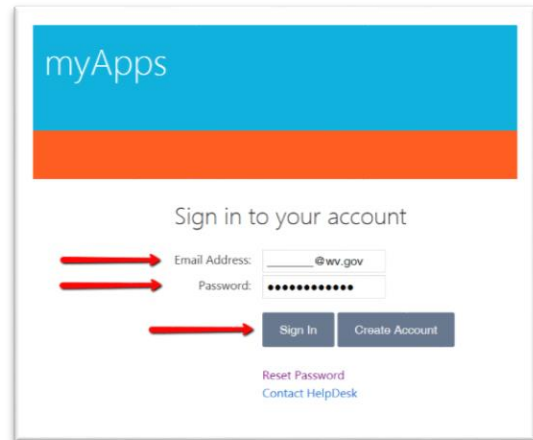 myApps
Sign in to your account
Email Address: ________@wv.gov
Password: ●●●●●●●●●●●●
Sign In Create Account
Reset Password
Contact HelpDesk